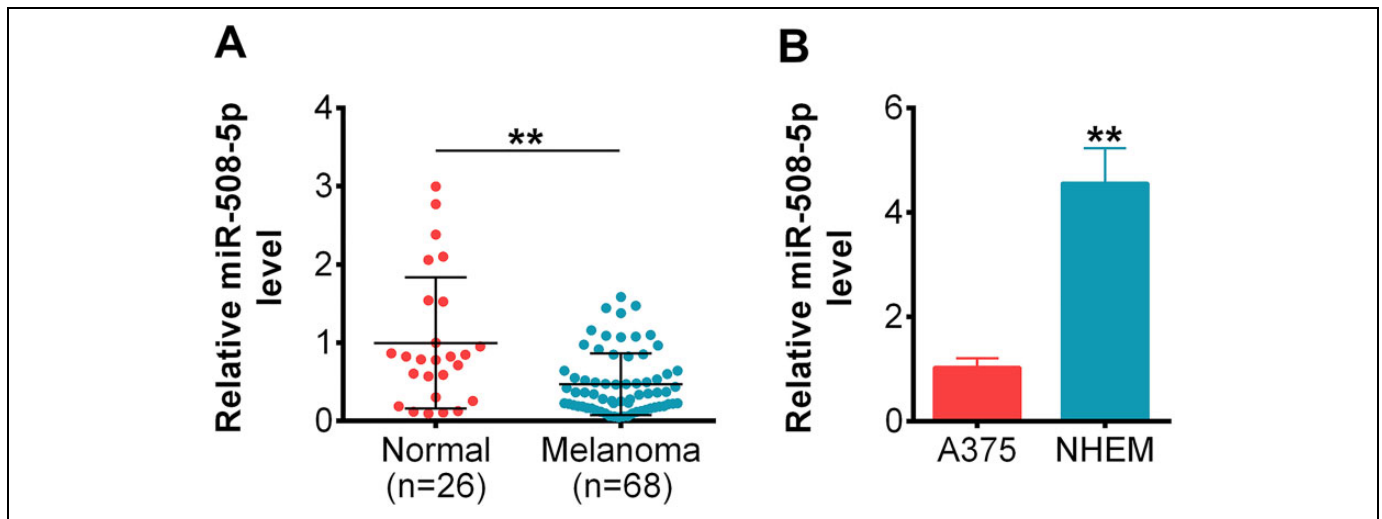 A
Relative miR-508-5p
level
4
3
2
1
0
**
Normal
(n=26)
Melanoma
(n=68)
B
Relative miR-508-5p
level
6
4
2
0
**
A375
NHEM